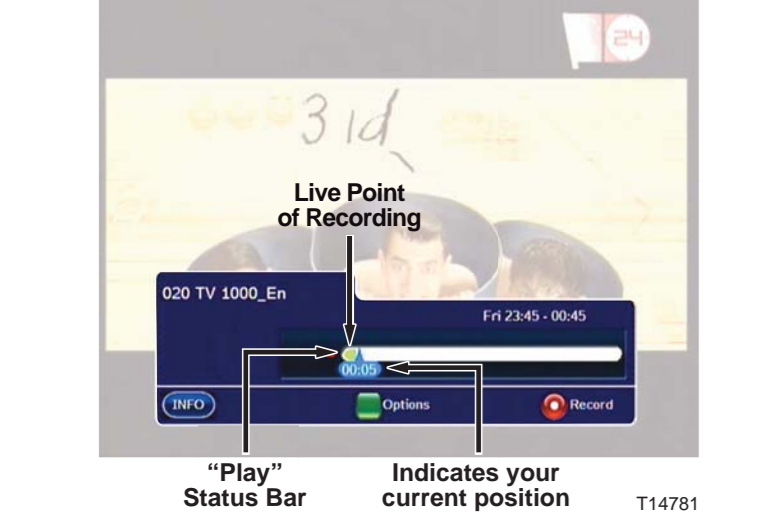 24
3 id
Live Point
of Recording
020 TV 1000_En
Fri 23:45 - 00:45
00:05
INFO
Options
Record
“Play”
Status Bar
Indicates your
current position
T14781